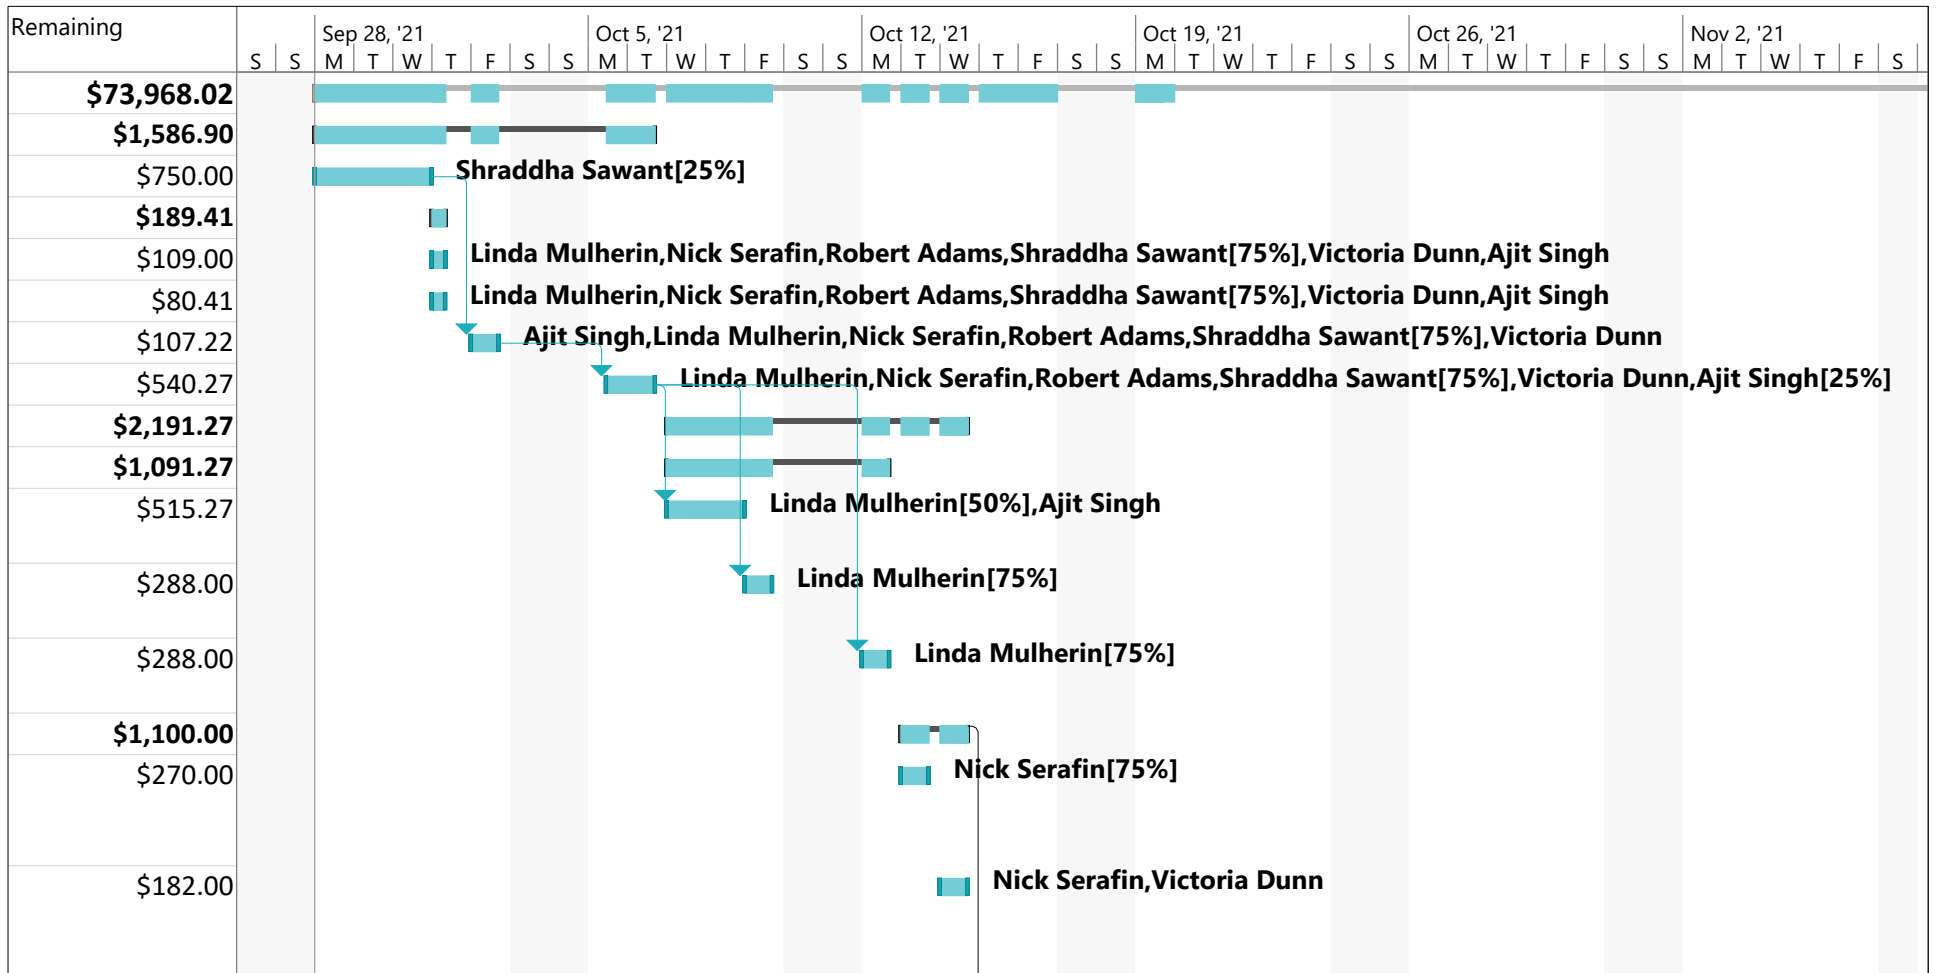 Remaining
Sep 28, '21 Oct 5, '21 Oct 12, '21 Oct 19, '21 Oct 26, '21 Nov 2, '21
S S M T W T F S S M T W T F S S M T W T F S S M T W T F S S M T W T F S S M T W T F S
$73,968.02
$1,586.90
$750.00 Shraddha Sawant[25%]
$189.41
$109.00 Linda Mulherin,Nick Serafin,Robert Adams,Shraddha Sawant[75%],Victoria Dunn,Ajit Singh
$80.41 Linda Mulherin,Nick Serafin,Robert Adams,Shraddha Sawant[75%],Victoria Dunn,Ajit Singh
$107.22 Ajit Singh,Linda Mulherin,Nick Serafin,Robert Adams,Shraddha Sawant[75%],Victoria Dunn
$540.27 Linda Mulherin,Nick Serafin,Robert Adams,Shraddha Sawant[75%],Victoria Dunn,Ajit Singh[25%]
$2,191.27
$1,091.27
$515.27 Linda Mulherin[50%],Ajit Singh
$288.00 Linda Mulherin[75%]
$288.00 Linda Mulherin[75%]
$1,100.00
$270.00 Nick Serafin[75%]
$182.00 Nick Serafin,Victoria Dunn